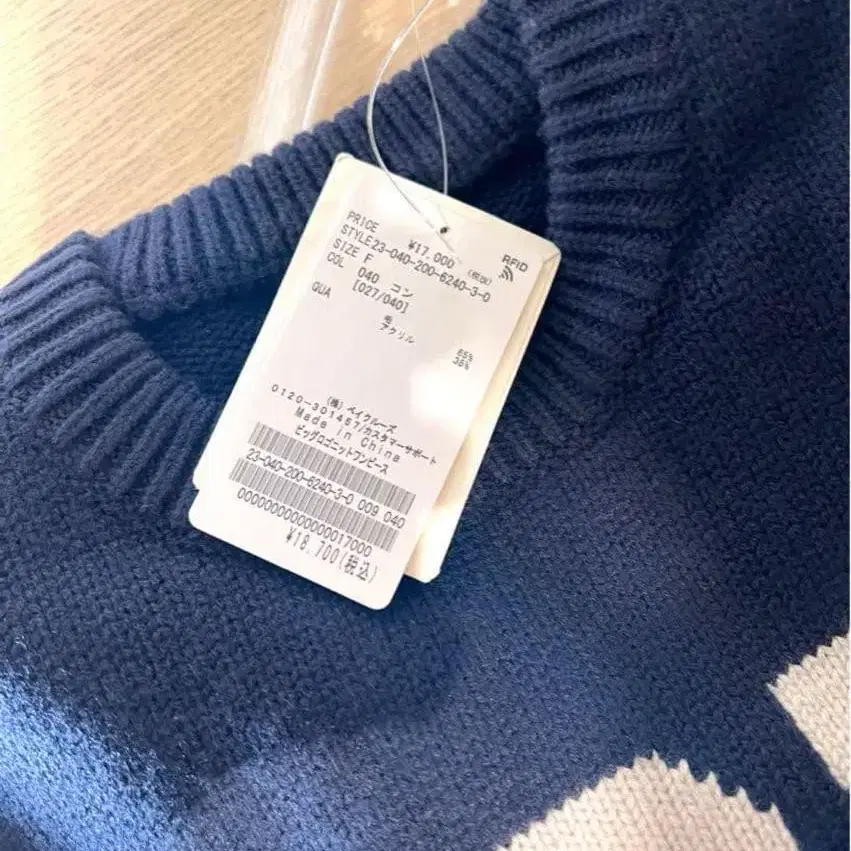 RFID
PRICE ¥17,000 (税抜)
STYLE 23-040-200-6240-3-0
SIZE F
COL 040 コン
[027/040]
QUA
毛 65%
アクリル 35%
(株)ベイクルーズ
0120-301457/カスタマーサポート
Made in China
ビッグロゴニットワンピース
23-040-200-6240-3-0 009 040
0000000000000017000
¥18,700(税込)